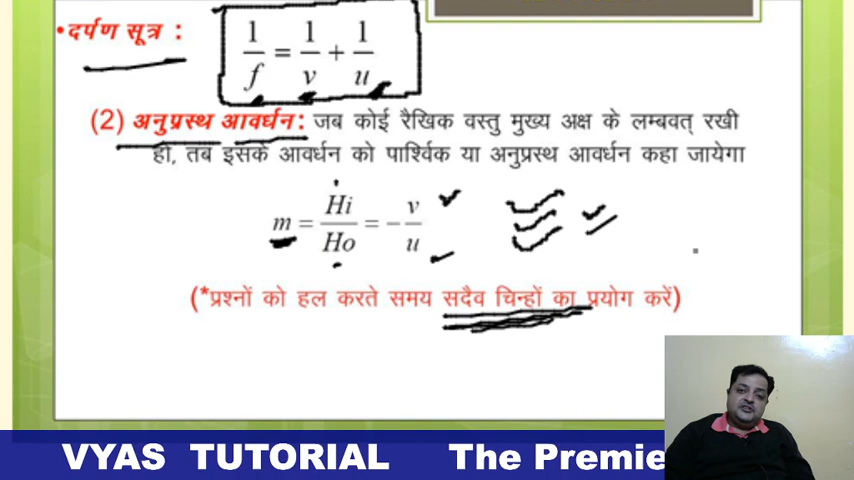 •दर्पण सूत्र :
1/f = 1/v + 1/u
(2) अनुप्रस्थ आवर्धन: जब कोई रैखिक वस्तु मुख्य अक्ष के लम्बवत् रखी
हो, तब इसके आवर्धन को पार्श्विक या अनुप्रस्थ आवर्धन कहा जायेगा
m = Hi/Ho = -v/u
(*प्रश्नों को हल करते समय सदैव चिन्हों का प्रयोग करें)
VYAS TUTORIAL The Premie